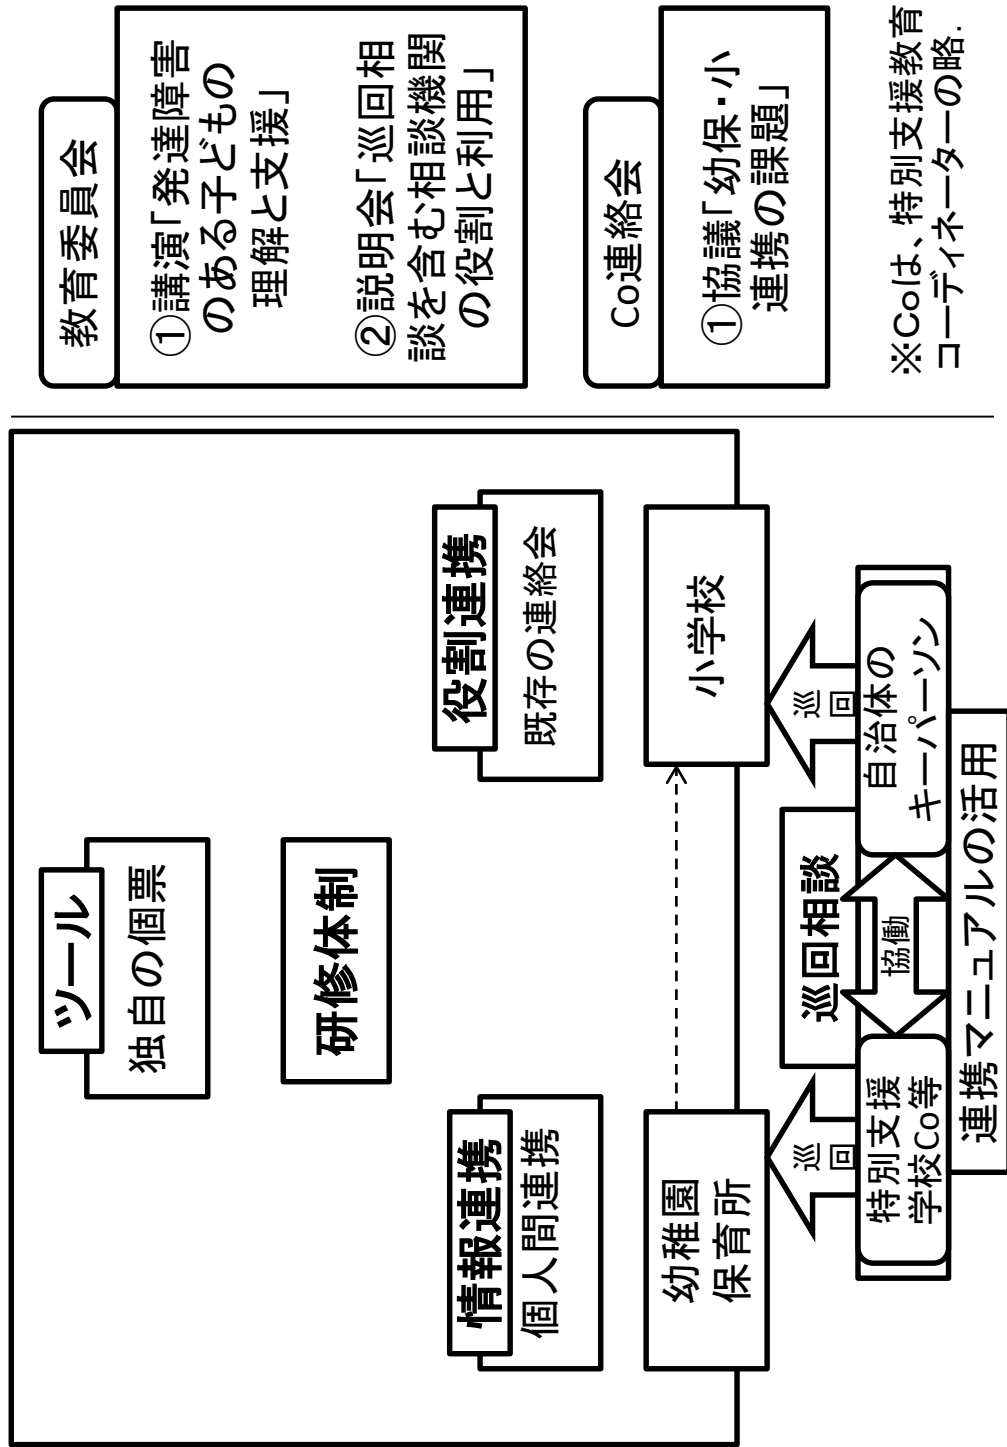 ツール
独自の個票
研修体制
情報連携
個人間連携
役割連携
既存の連絡会
幼稚園
保育所
小学校
巡回
巡回
巡回相談
特別支援
学校Co等
協働
自治体の
キーパーソン
連携マニュアルの活用
教育委員会
①講演「発達障害
のある子どもの
理解と支援」
②説明会「巡回相
談を含む相談機関
の役割と利用」
Co連絡会
①協議「幼保・小
連携の課題」
※Coは、特別支援教育
コーディネーターの略.